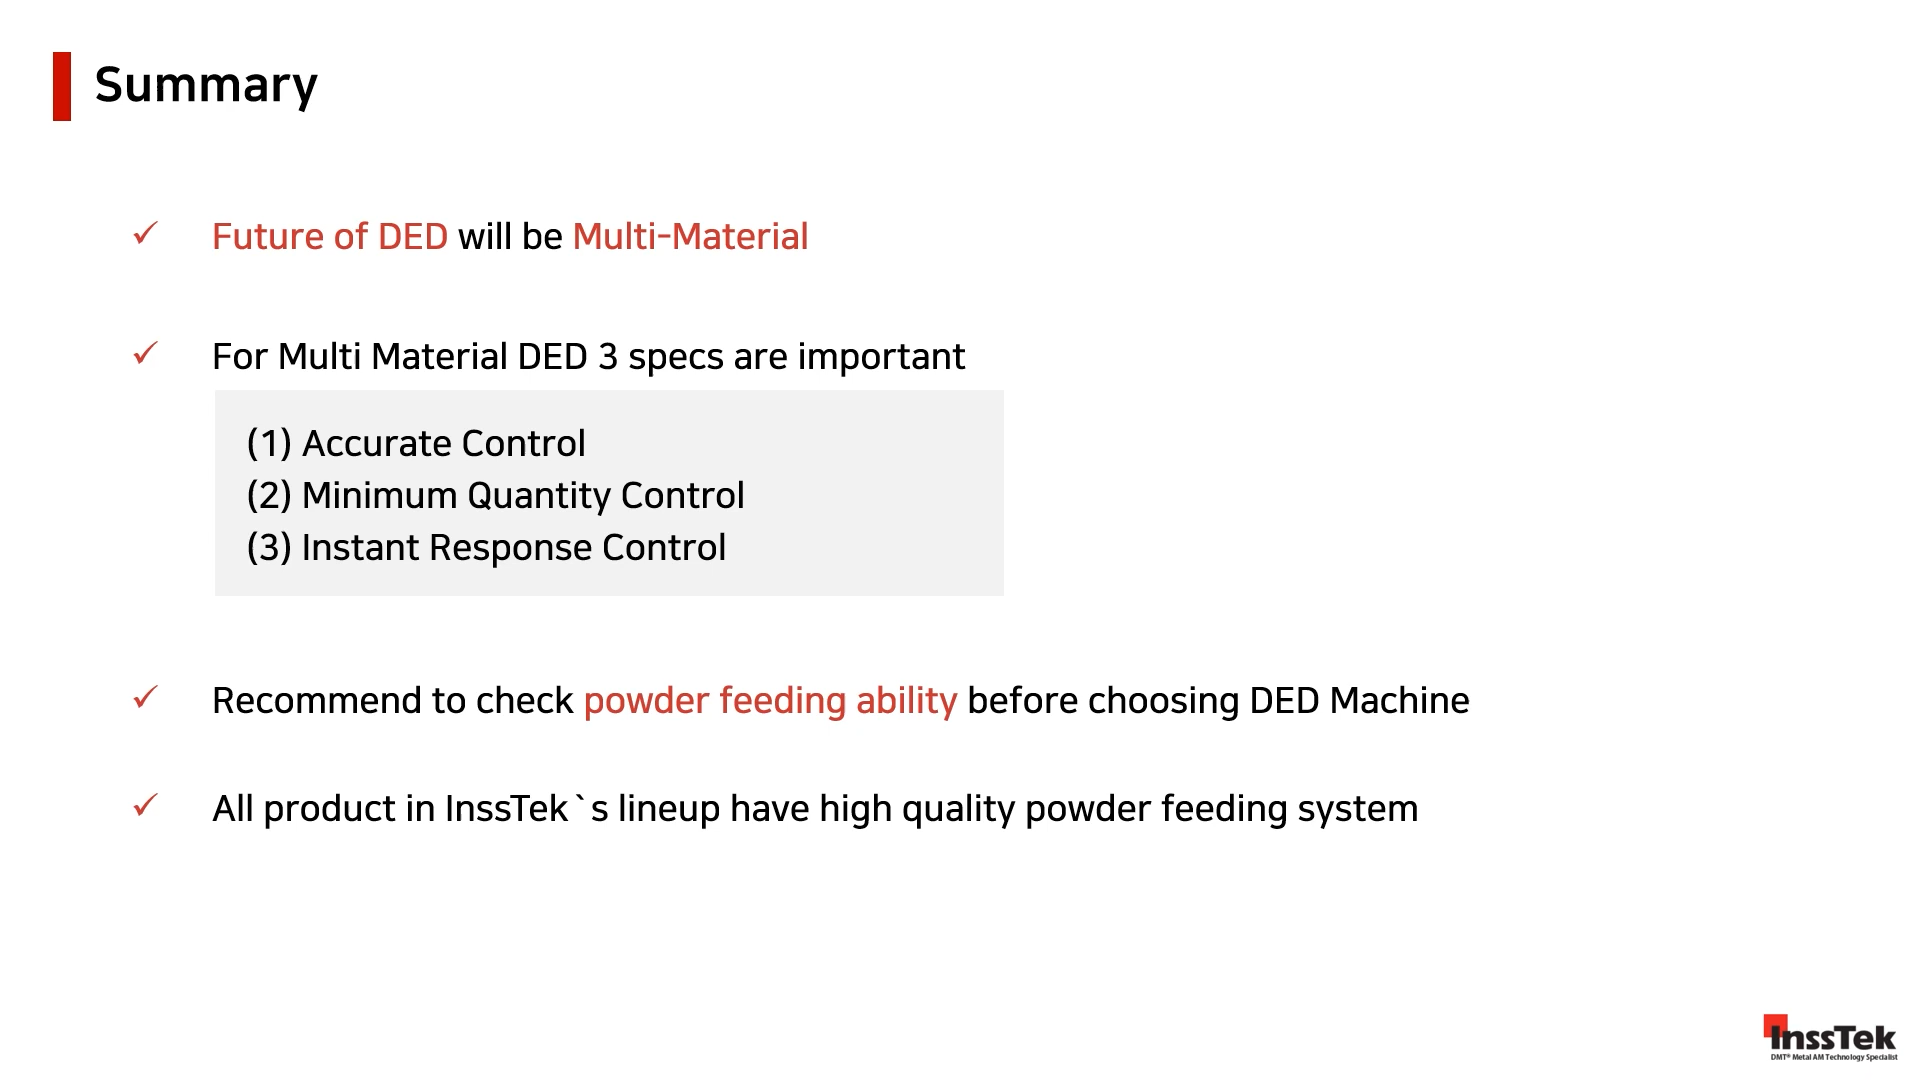 Summary
✓ Future of DED will be Multi-Material
✓ For Multi Material DED 3 specs are important
(1) Accurate Control
(2) Minimum Quantity Control
(3) Instant Response Control
✓ Recommend to check powder feeding ability before choosing DED Machine
✓ All product in InssTek`s lineup have high quality powder feeding system
InssTek
DMT® Metal AM Technology Specialist